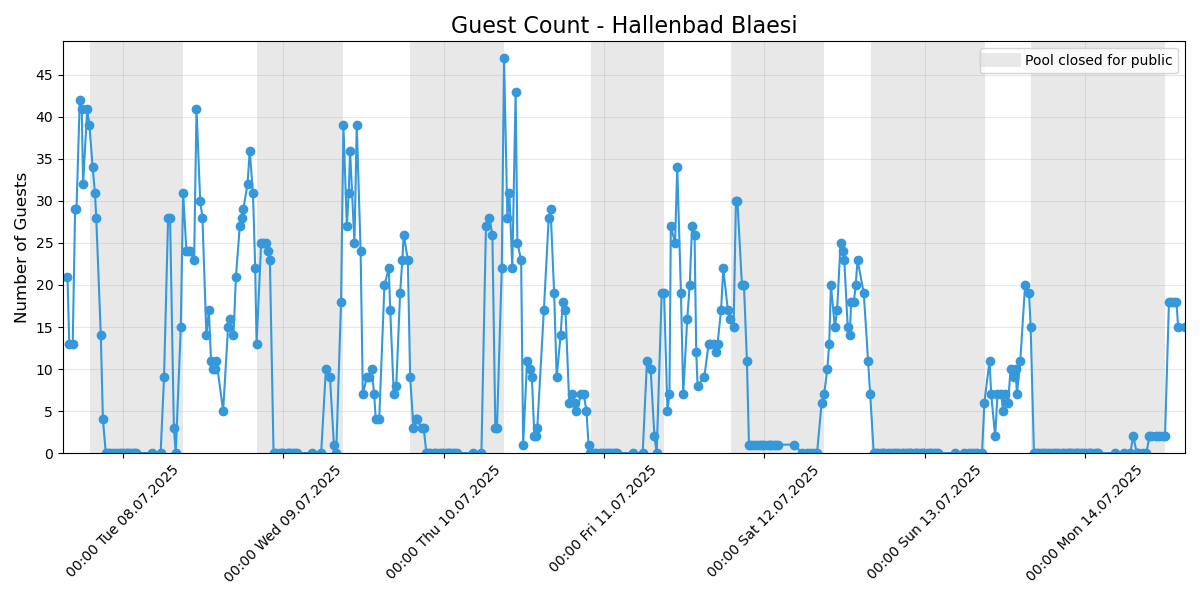 Guest Count - Hallenbad Blaesi
Pool closed for public
Number of Guests
45
40
35
30
25
20
15
10
5
0
00:00 Tue 08.07.2025
00:00 Wed 09.07.2025
00:00 Thu 10.07.2025
00:00 Fri 11.07.2025
00:00 Sat 12.07.2025
00:00 Sun 13.07.2025
00:00 Mon 14.07.2025